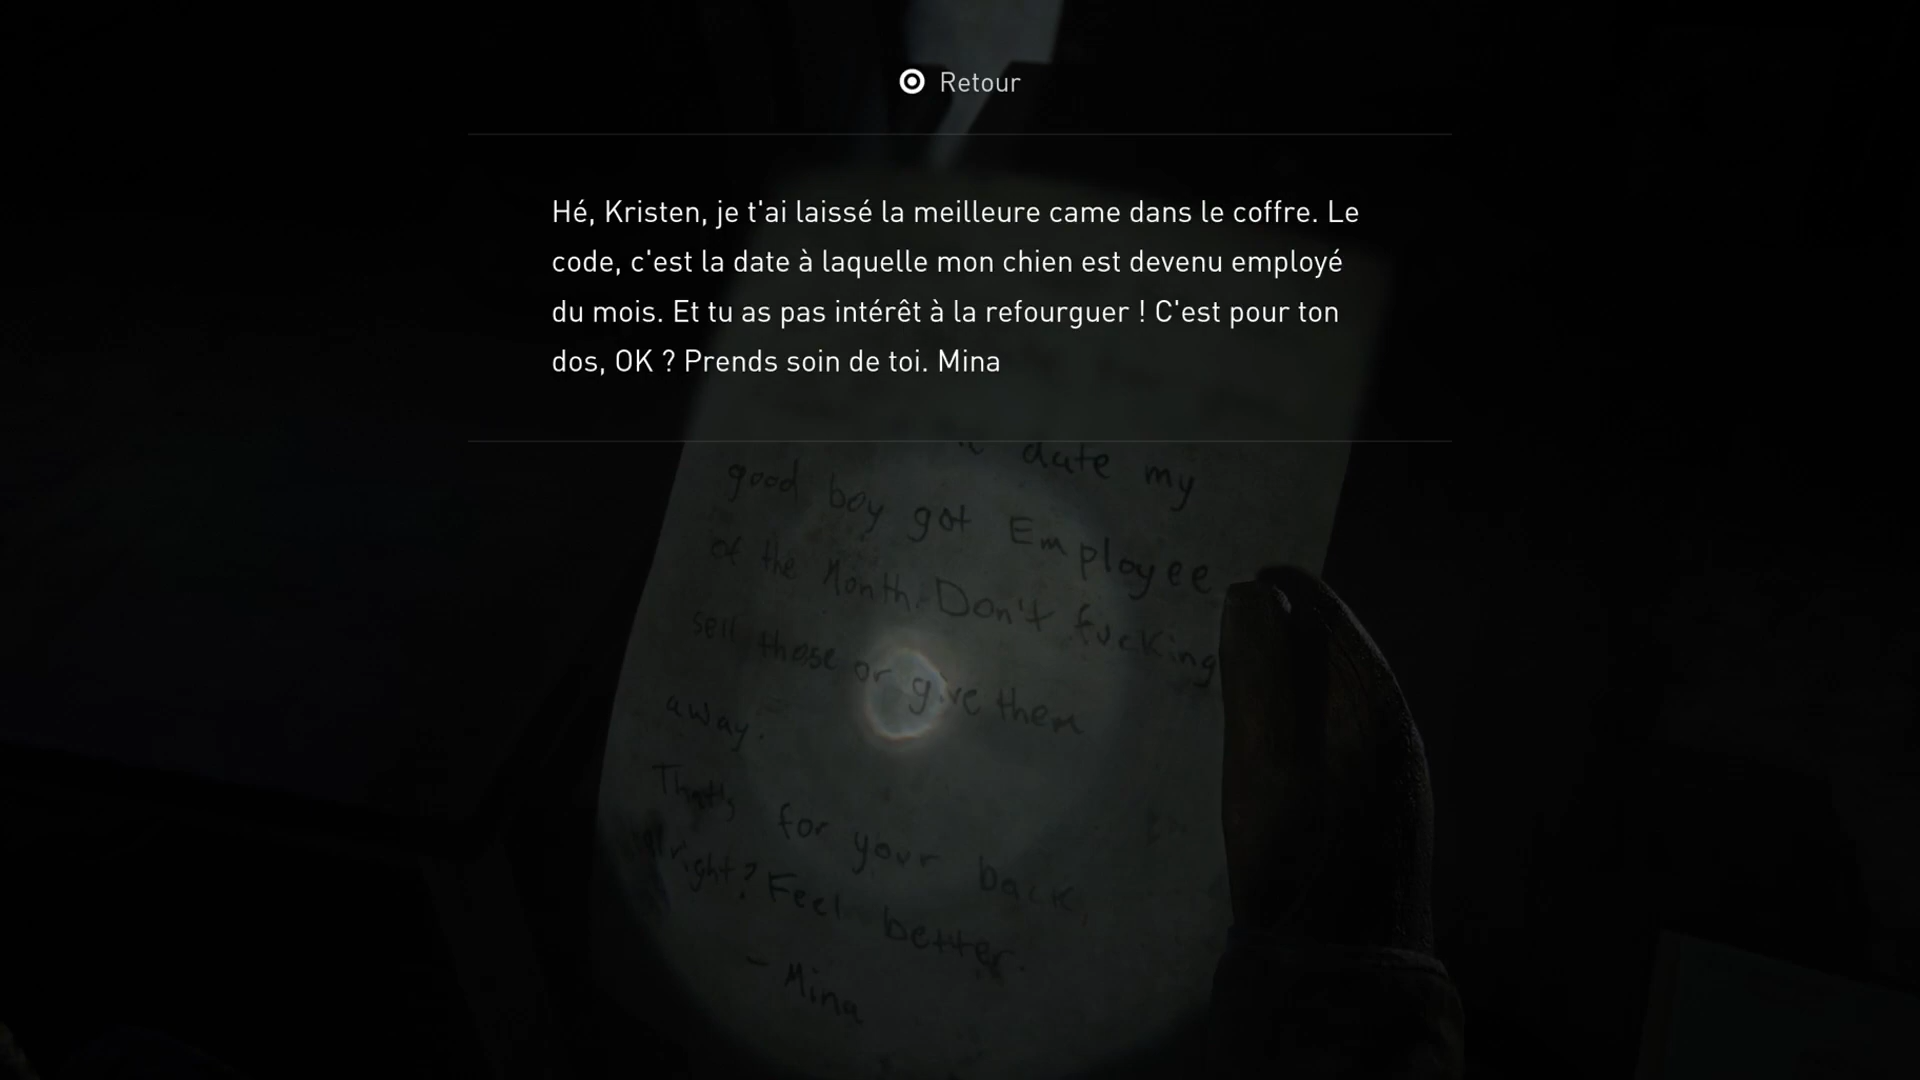 Retour
Hé, Kristen, je t'ai laissé la meilleure came dans le coffre. Le
code, c'est la date à laquelle mon chien est devenu employé
du mois. Et tu as pas intérêt à la refourguer ! C'est pour ton
dos, OK ? Prends soin de toi. Mina
date my
good boy got Employee
of the Month. Don't fucking
sell those or give them
away.
That's for your back,
alright? Feel better.
- Mina